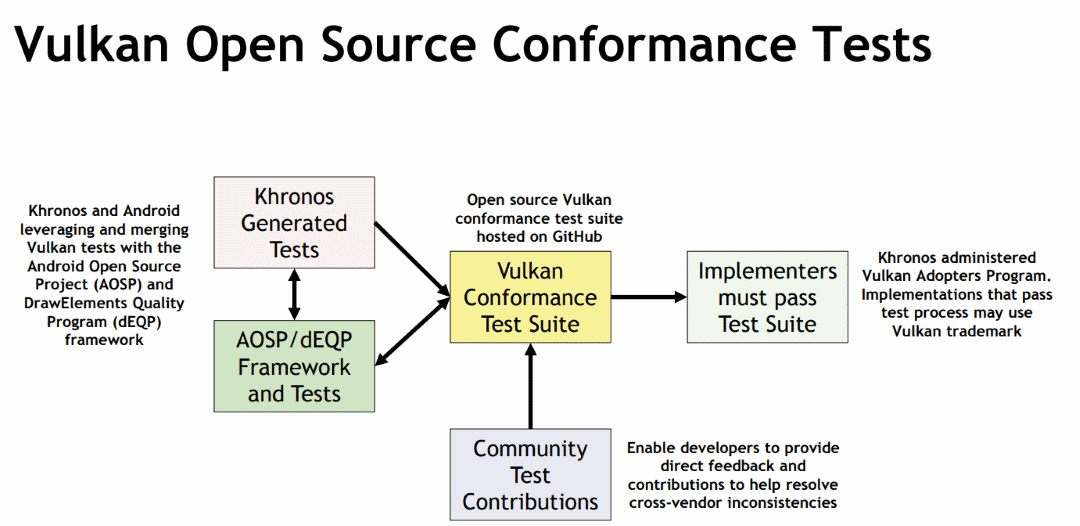 Vulkan Open Source Conformance Tests
Khronos and Android
leveraging and merging
Vulkan tests with the
Android Open Source
Project (AOSP) and
DrawElements Quality
Program (dEQP)
framework
Khronos
Generated
Tests
AOSP/dEQP
Framework
and Tests
Open source Vulkan
conformance test suite
hosted on GitHub
Vulkan
Conformance
Test Suite
Community
Test
Contributions
Enable developers to provide
direct feedback and
contributions to help resolve
cross-vendor inconsistencies
Implementers
must pass
Test Suite
Khronos administered
Vulkan Adopters Program.
Implementations that pass
test process may use
Vulkan trademark